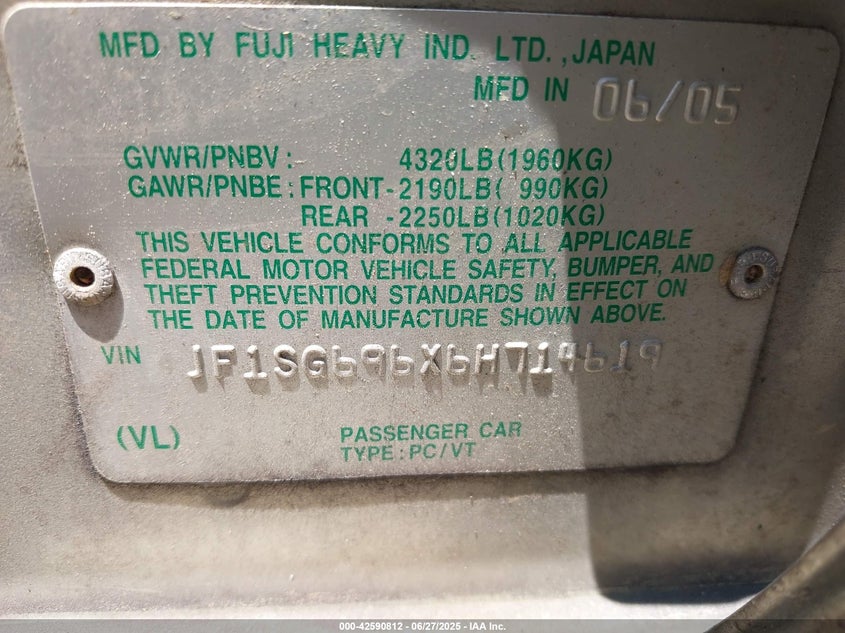 MFD BY FUJI HEAVY IND. LTD.,JAPAN
MFD IN 06/05
GVWR/PNBV: 4320LB(1960KG)
GAWR/PNBE: FRONT-2190LB( 990KG)
REAR -2250LB(1020KG)
THIS VEHICLE CONFORMS TO ALL APPLICABLE
FEDERAL MOTOR VEHICLE SAFETY, BUMPER, AND
THEFT PREVENTION STANDARDS IN EFFECT ON
THE DATE OF MANUFACTURE SHOWN ABOVE.
VIN JF1SG696X6H714619
(VL) PASSENGER CAR
TYPE:PC/VT
000-42590812 - 06/27/2025 - IAA Inc.